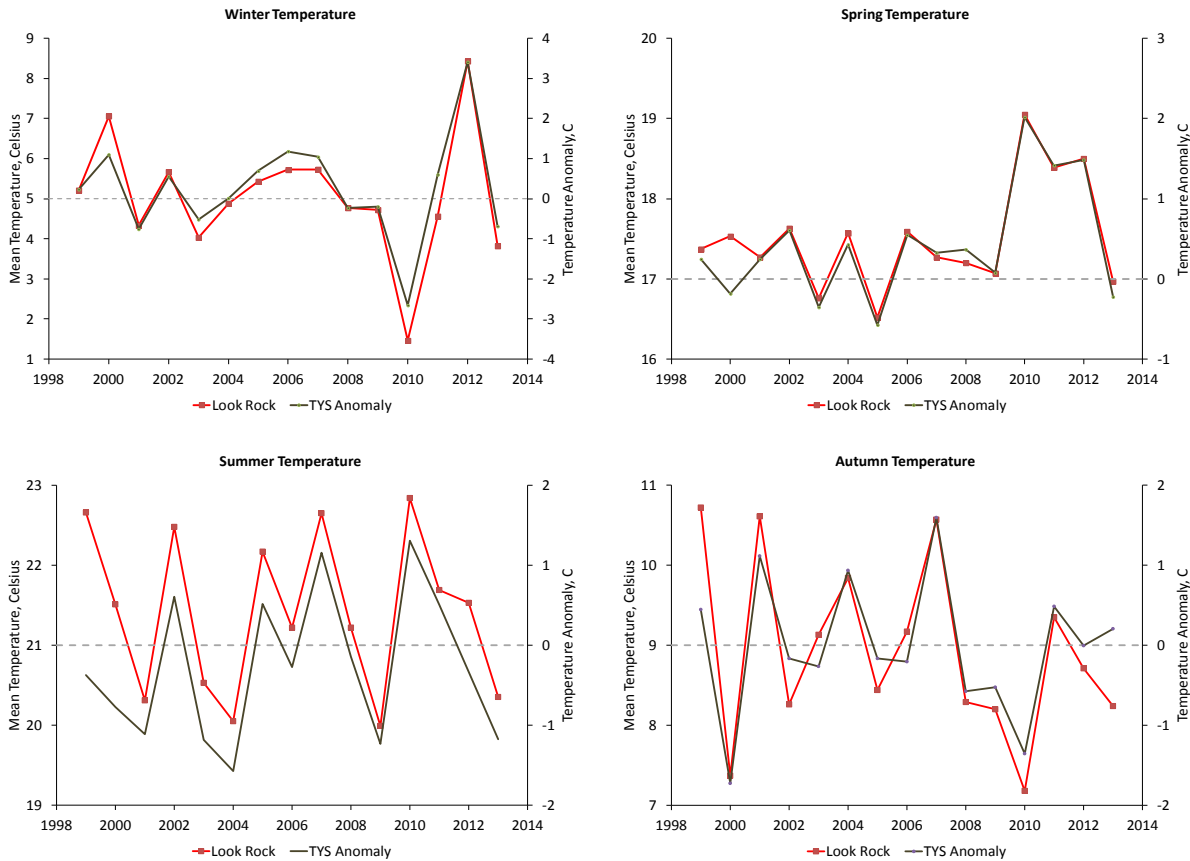 Winter Temperature
Mean Temperature, Celsius
9
8
7
6
5
4
3
2
1
4
3
2
1
0
-1
-2
-3
-4
Temperature Anomaly, C
1998 2000 2002 2004 2006 2008 2010 2012 2014
Look Rock TYS Anomaly
Spring Temperature
Mean Temperature, Celsius
20
19
18
17
16
3
2
1
0
-1
Temperature Anomaly, C
1998 2000 2002 2004 2006 2008 2010 2012 2014
Look Rock TYS Anomaly
Summer Temperature
Mean Temperature, Celsius
23
22
21
20
19
2
1
0
-1
-2
Temperature Anomaly, C
1998 2000 2002 2004 2006 2008 2010 2012 2014
Look Rock TYS Anomaly
Autumn Temperature
Mean Temperature, Celsius
11
10
9
8
7
2
1
0
-1
-2
Temperature Anomaly, C
1998 2000 2002 2004 2006 2008 2010 2012 2014
Look Rock TYS Anomaly